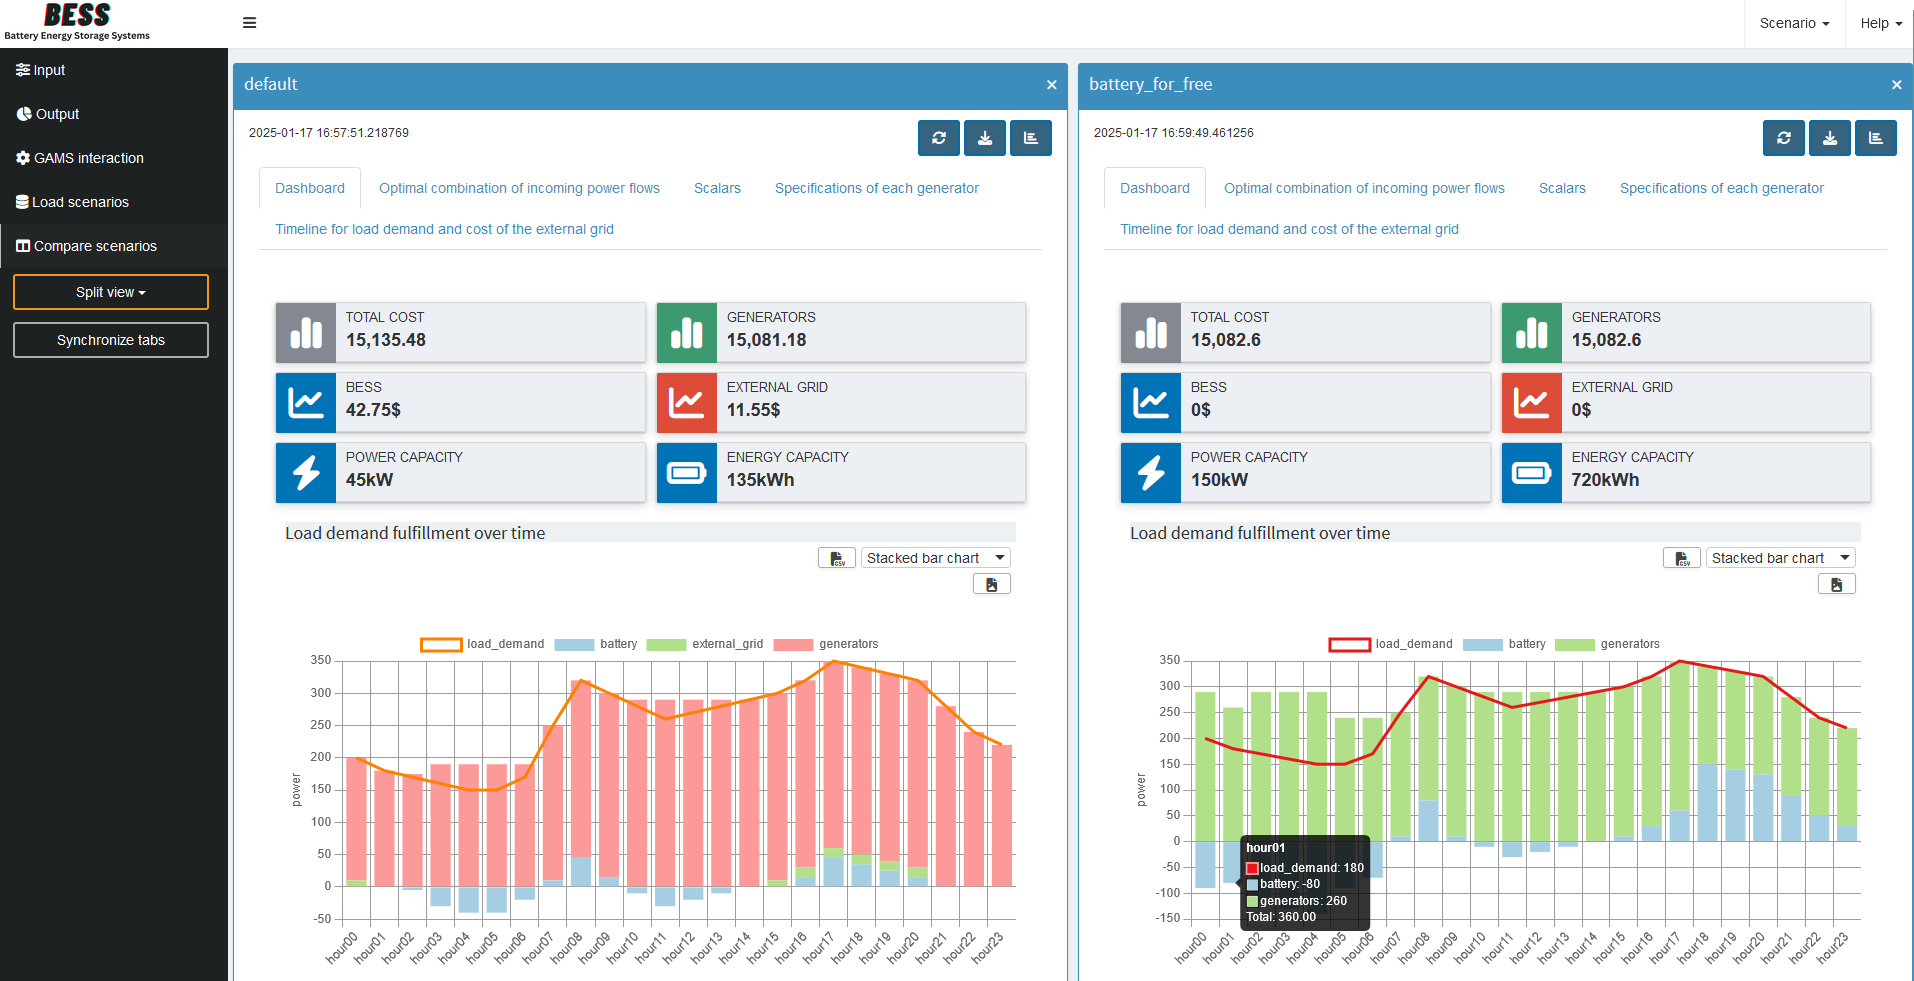 BESS
Battery Energy Storage Systems
Scenario
Help
Input
Output
GAMS interaction
Load scenarios
Compare scenarios
Split view
Synchronize tabs
default
×
2025-01-17 16:57:51.218769
Dashboard
Optimal combination of incoming power flows
Scalars
Specifications of each generator
Timeline for load demand and cost of the external grid
TOTAL COST
15,135.48
GENERATORS
15,081.18
BESS
42.75$
EXTERNAL GRID
11.55$
POWER CAPACITY
45kW
ENERGY CAPACITY
135kWh
Load demand fulfillment over time
CSV
Stacked bar chart
load_demand battery external_grid generators
350
300
250
200
150
100
50
0
-50
power
hour00 hour01 hour02 hour03 hour04 hour05 hour06 hour07 hour08 hour09 hour10 hour11 hour12 hour13 hour14 hour15 hour16 hour17 hour18 hour19 hour20 hour21 hour22 hour23
battery_for_free
×
2025-01-17 16:59:49.461256
Dashboard
Optimal combination of incoming power flows
Scalars
Specifications of each generator
Timeline for load demand and cost of the external grid
TOTAL COST
15,082.6
GENERATORS
15,082.6
BESS
0$
EXTERNAL GRID
0$
POWER CAPACITY
150kW
ENERGY CAPACITY
720kWh
Load demand fulfillment over time
CSV
Stacked bar chart
load_demand battery generators
350
300
250
200
150
100
50
0
-50
-100
-150
power
hour01
load_demand: 180
battery: -80
generators: 260
Total: 360.00
hour00 hour01 hour02 hour03 hour04 hour05 hour06 hour07 hour08 hour09 hour10 hour11 hour12 hour13 hour14 hour15 hour16 hour17 hour18 hour19 hour20 hour21 hour22 hour23